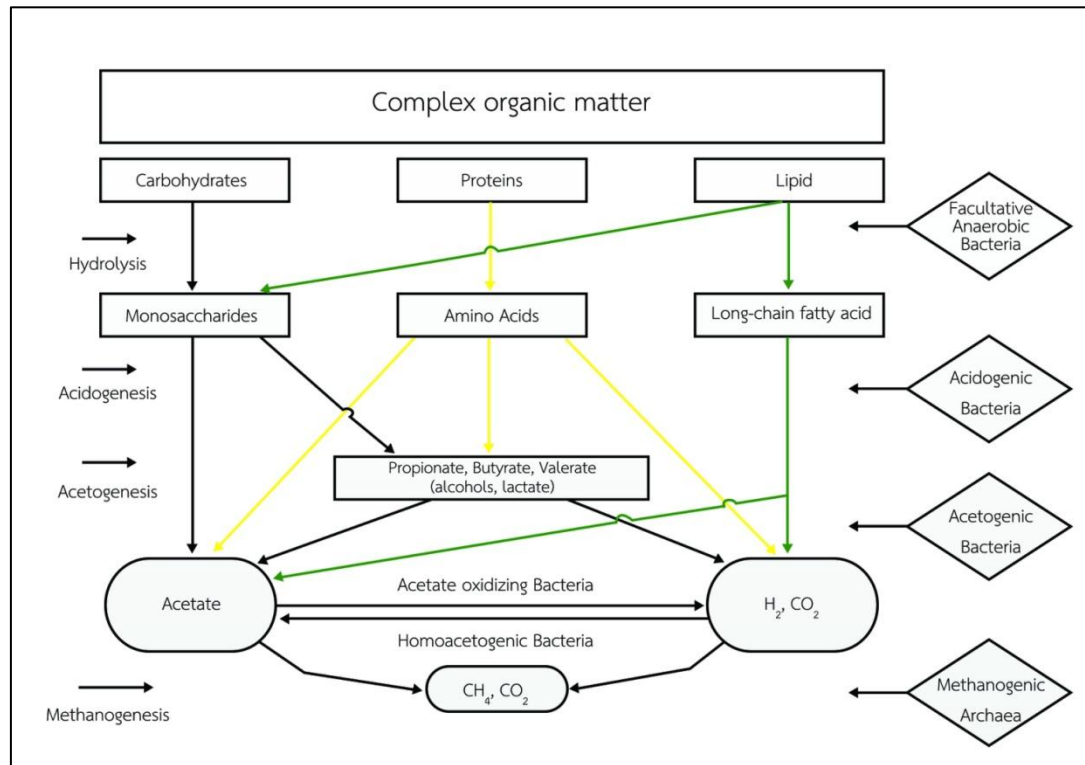 Complex organic matter
Carbohydrates
Proteins
Lipid
Facultative
Anaerobic
Bacteria
Hydrolysis
Monosaccharides
Amino Acids
Long-chain fatty acid
Acidogenesis
Acidogenic
Bacteria
Acetogenesis
Propionate, Butyrate, Valerate
(alcohols, lactate)
Acetogenic
Bacteria
Acetate
Acetate oxidizing Bacteria
H₂, CO₂
Homoacetogenic Bacteria
CH₄, CO₂
Methanogenesis
Methanogenic
Archaea